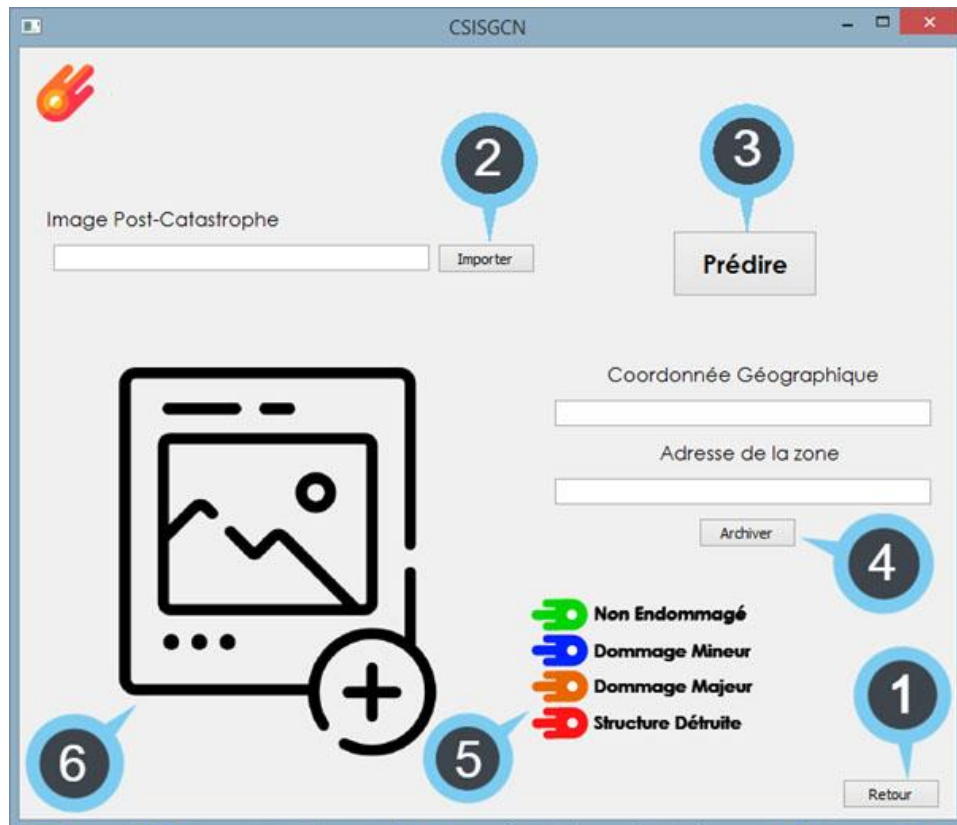 CSISGCN
2
3
Image Post-Catastrophe
Importer
Prédire
Coordonnée Géographique
Adresse de la zone
Archiver
4
Non Endommagé
Dommage Mineur
Dommage Majeur
Structure Détruite
1
5
6
Retour